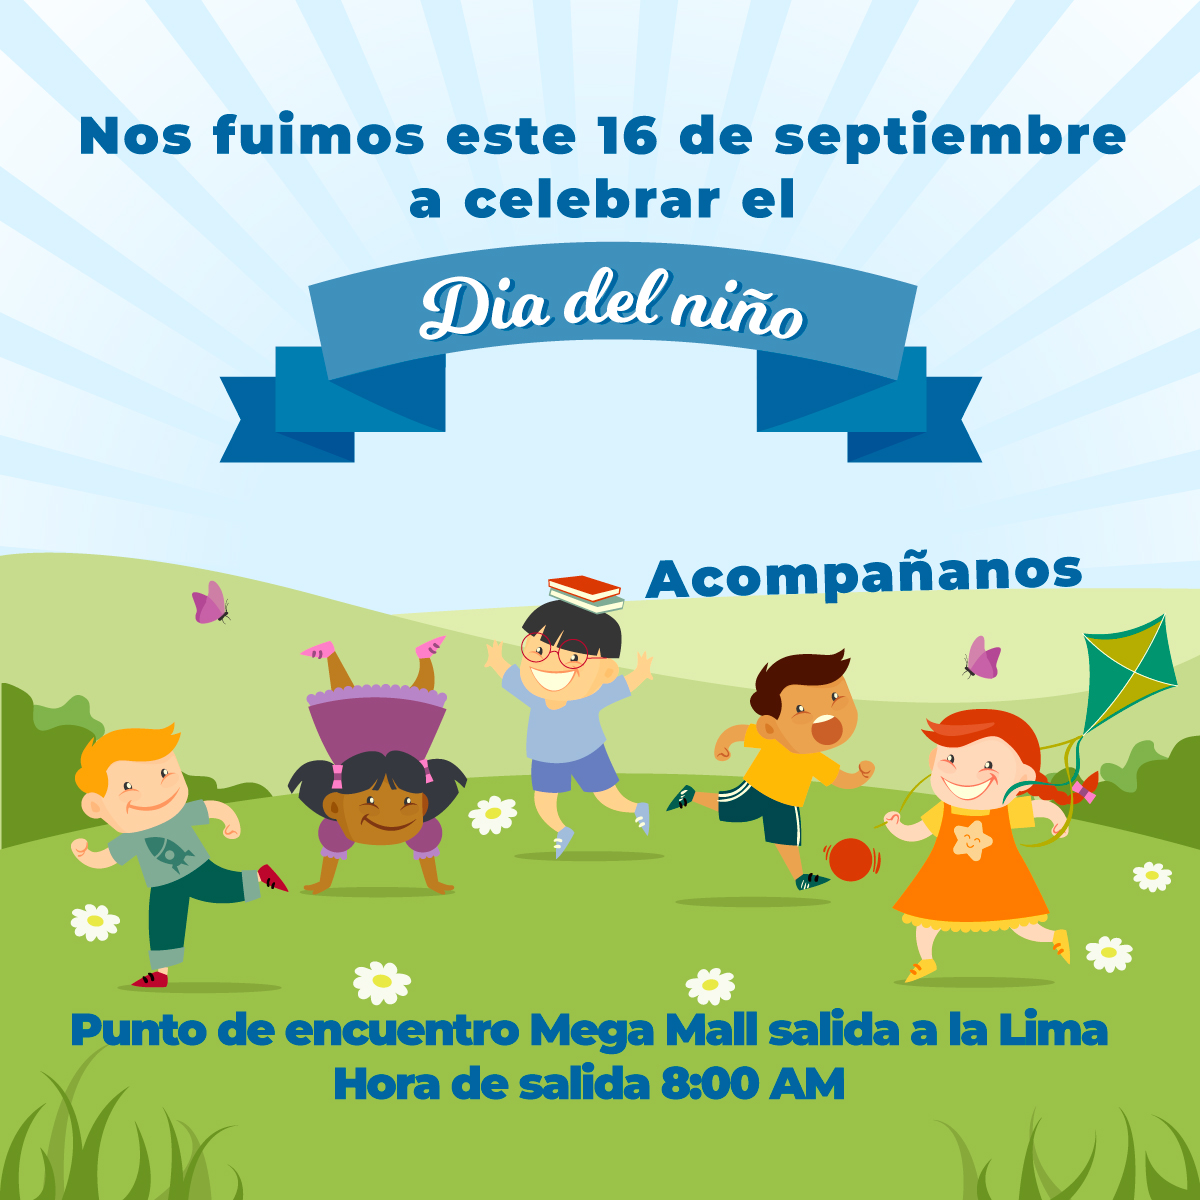 Nos fuimos este 16 de septiembre
a celebrar el
Dia del niño
Acompañanos
Punto de encuentro Mega Mall salida a la Lima
Hora de salida 8:00 AM